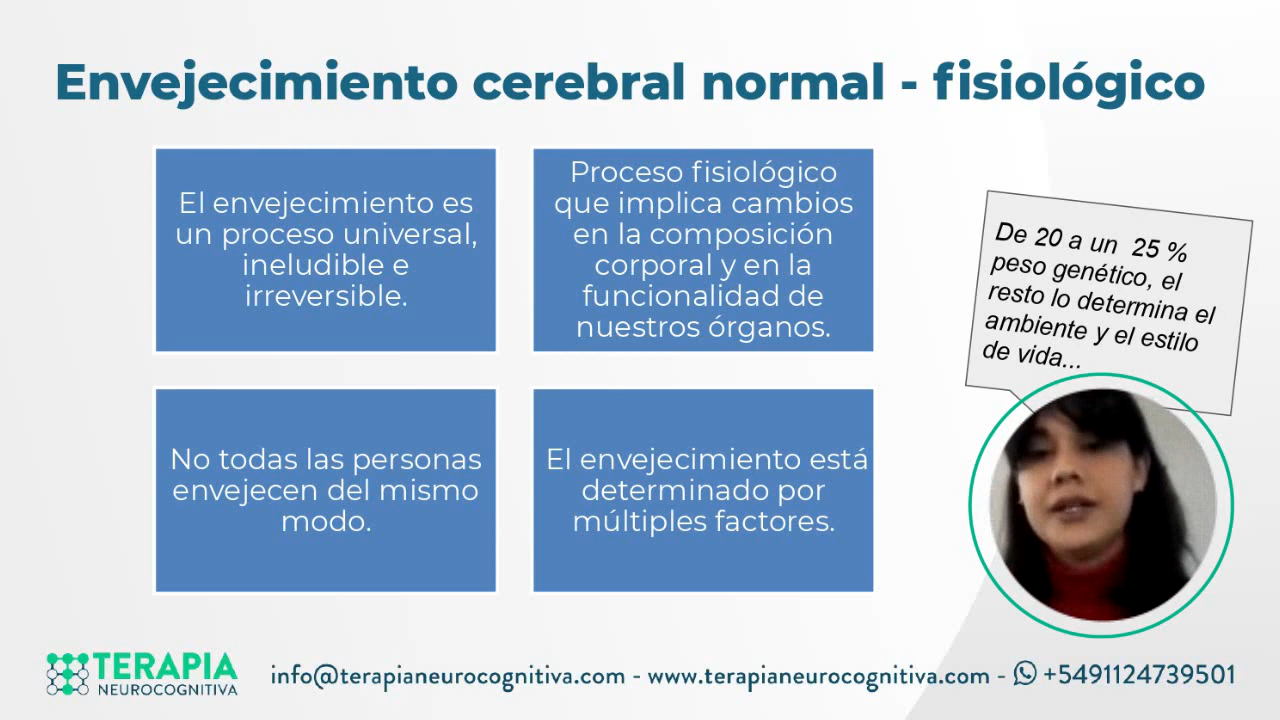 Envejecimiento cerebral normal - fisiológico
El envejecimiento es
un proceso universal,
ineludible e
irreversible.
Proceso fisiológico
que implica cambios
en la composición
corporal y en la
funcionalidad de
nuestros órganos.
De 20 a un 25 %
peso genético, el
resto lo determina el
ambiente y el estilo
de vida...
No todas las personas
envejecen del mismo
modo.
El envejecimiento está
determinado por
múltiples factores.
TERAPIA
NEUROCOGNITIVA
info@terapianeurocognitiva.com - www.terapianeurocognitiva.com - +5491124739501